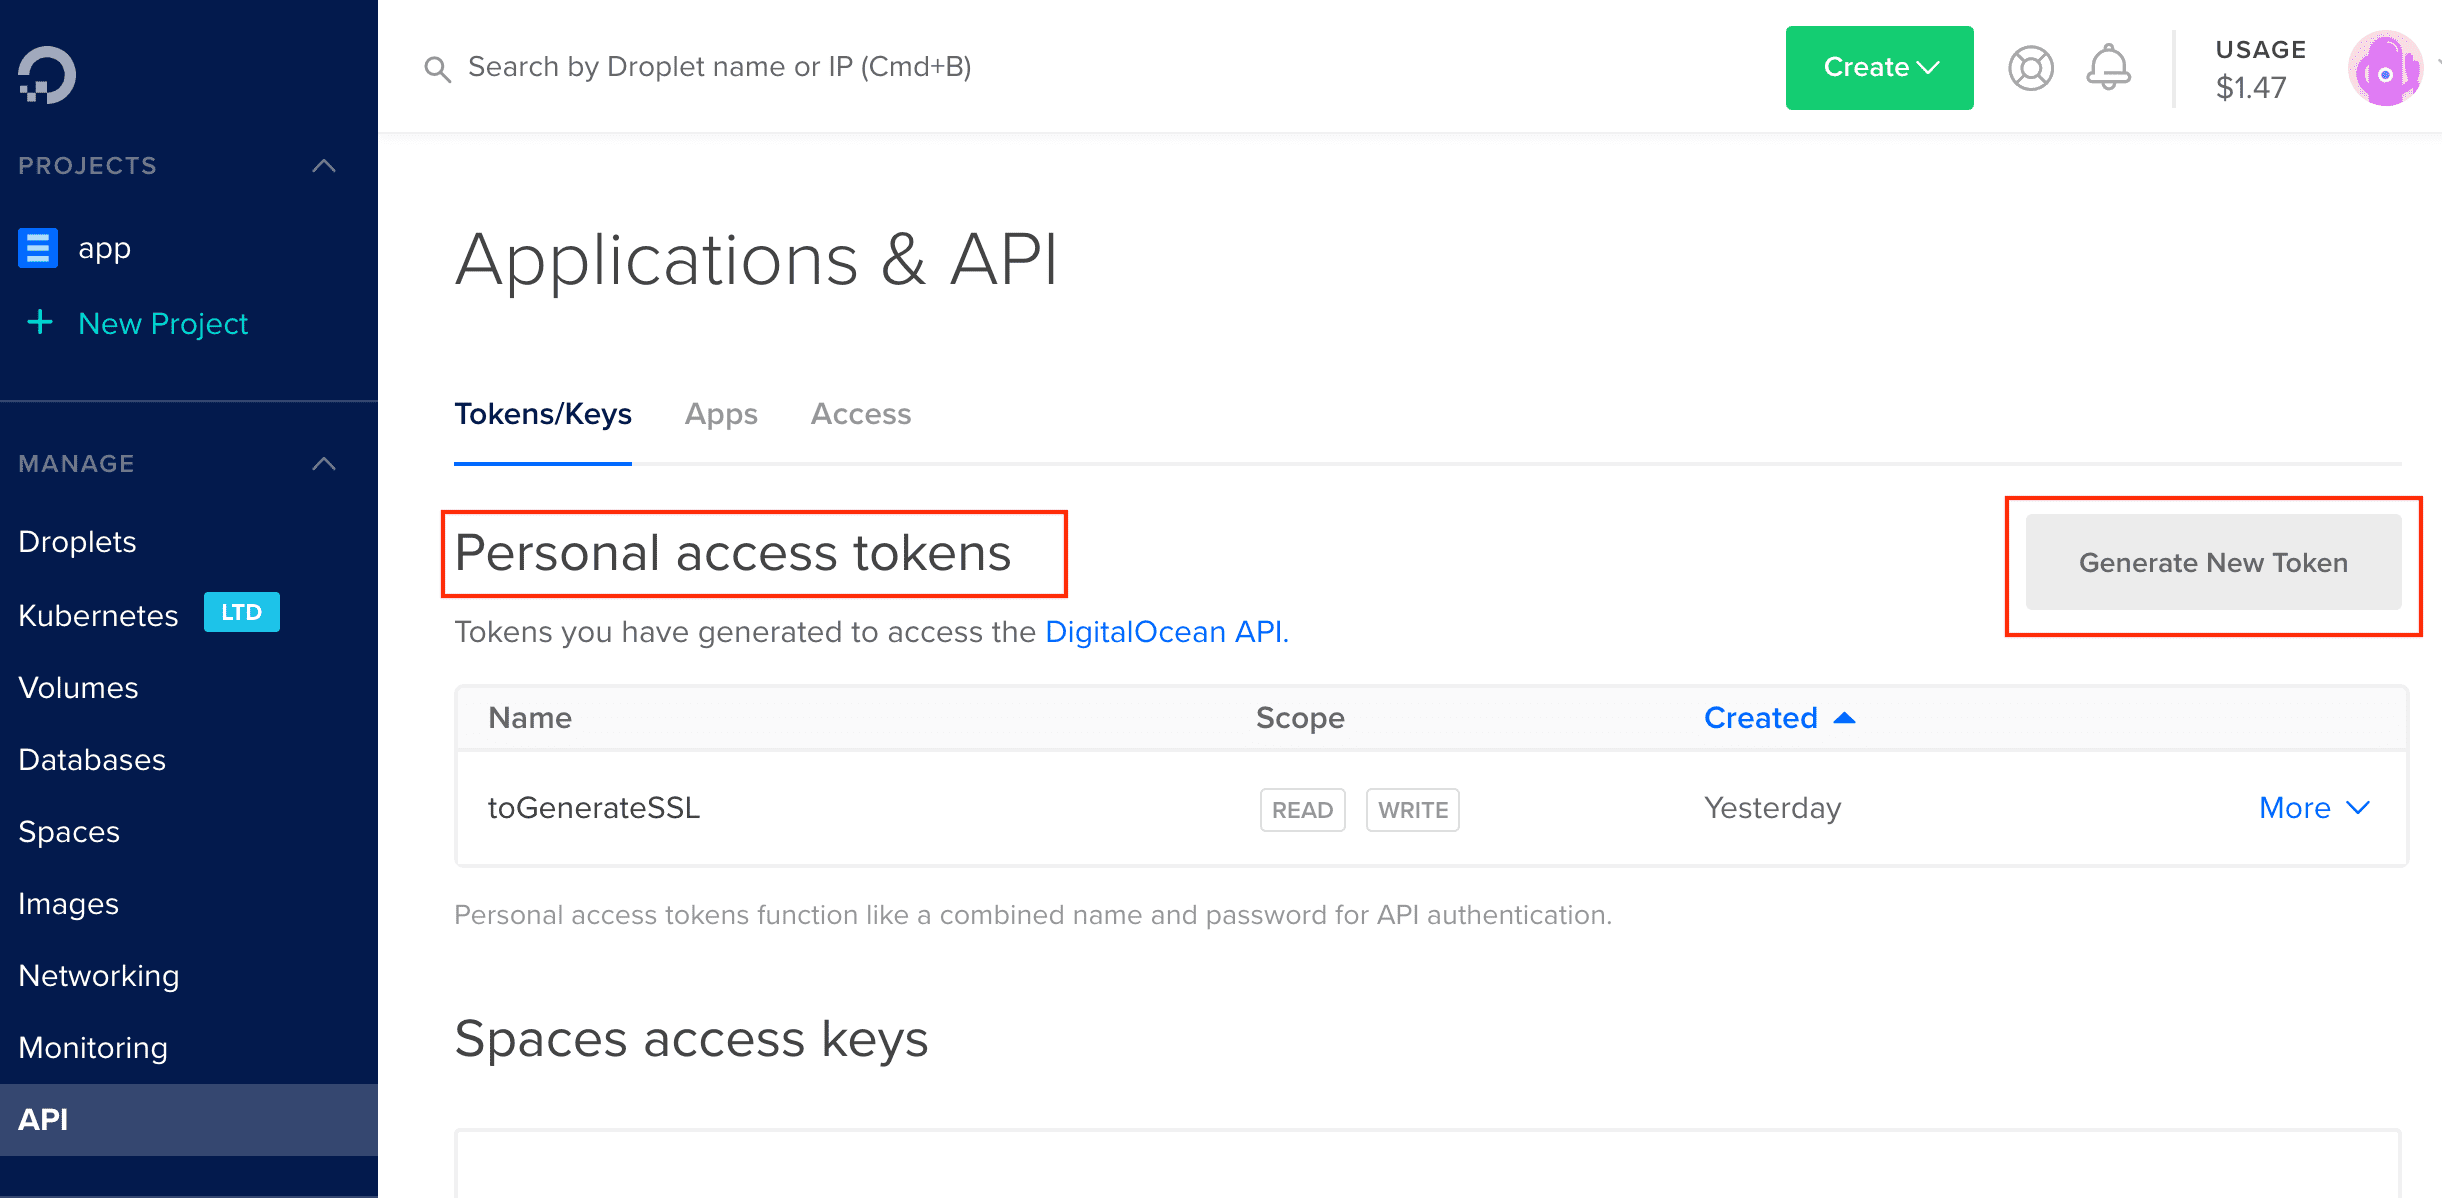 Search by Droplet name or IP (Cmd+B)
Create
USAGE
$1.47
PROJECTS
app
New Project
MANAGE
Droplets
Kubernetes LTD
Volumes
Databases
Spaces
Images
Networking
Monitoring
API
Applications & API
Tokens/Keys Apps Access
Personal access tokens
Generate New Token
Tokens you have generated to access the DigitalOcean API.
Name Scope Created
toGenerateSSL READ WRITE Yesterday More
Personal access tokens function like a combined name and password for API authentication.
Spaces access keys